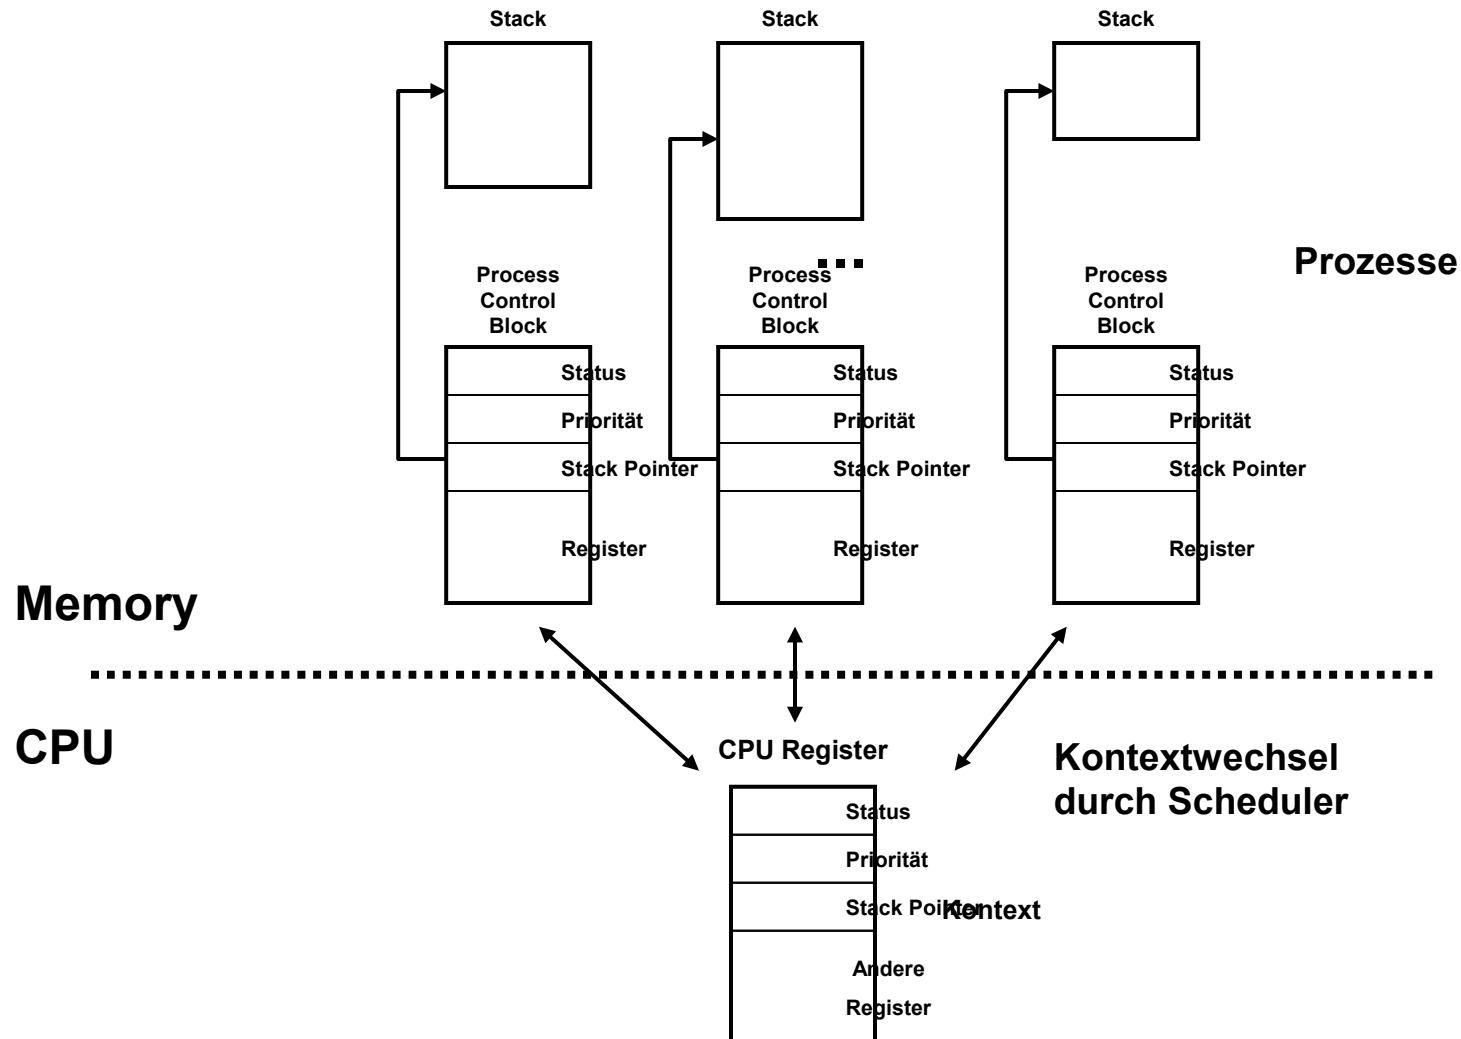 Stack
Stack
Stack
Prozesse
Process
Control
Block
Process
Control
Block
Process
Control
Block
...
Status
Priorität
Stack Pointer
Register
Status
Priorität
Stack Pointer
Register
Status
Priorität
Stack Pointer
Register
Memory
CPU
CPU Register
Kontextwechsel
durch Scheduler
Status
Priorität
Stack Pointer
Kontext
Andere
Register